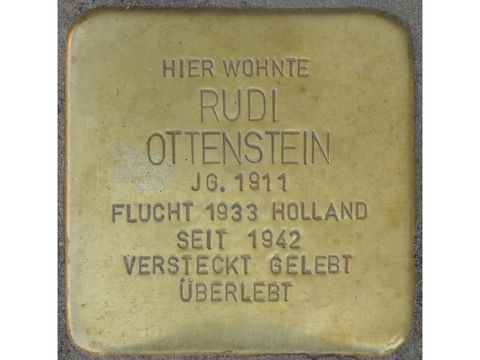 HIER WOHNTE
RUDI
OTTENSTEIN
JG. 1911
FLUCHT 1933 HOLLAND
SEIT 1942
VERSTECKT GELEBT
ÜBERLEBT